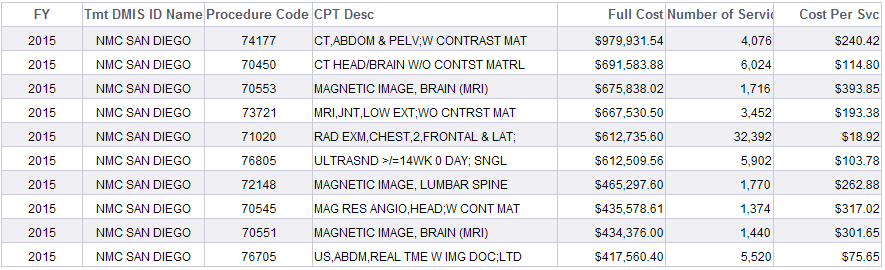 FY Tmt DMIS ID Name Procedure Code CPT Desc Full Cost Number of Servic Cost Per Svc
2015 NMC SAN DIEGO 74177 CT,ABDOM & PELV;W CONTRAST MAT $979,931.54 4,076 $240.42
2015 NMC SAN DIEGO 70450 CT HEAD/BRAIN W/O CONTST MATRL $691,583.88 6,024 $114.80
2015 NMC SAN DIEGO 70553 MAGNETIC IMAGE, BRAIN (MRI) $675,838.02 1,716 $393.85
2015 NMC SAN DIEGO 73721 MRI,JNT,LOW EXT;WO CNTRST MAT $667,530.50 3,452 $193.38
2015 NMC SAN DIEGO 71020 RAD EXM,CHEST,2,FRONTAL & LAT; $612,735.60 32,392 $18.92
2015 NMC SAN DIEGO 76805 ULTRASND >/=14WK 0 DAY; SNGL $612,509.56 5,902 $103.78
2015 NMC SAN DIEGO 72148 MAGNETIC IMAGE, LUMBAR SPINE $465,297.60 1,770 $262.88
2015 NMC SAN DIEGO 70545 MAG RES ANGIO,HEAD;W CONT MAT $435,578.61 1,374 $317.02
2015 NMC SAN DIEGO 70551 MAGNETIC IMAGE, BRAIN (MRI) $434,376.00 1,440 $301.65
2015 NMC SAN DIEGO 76705 US,ABDM,REAL TME W IMG DOC;LTD $417,560.40 5,520 $75.65